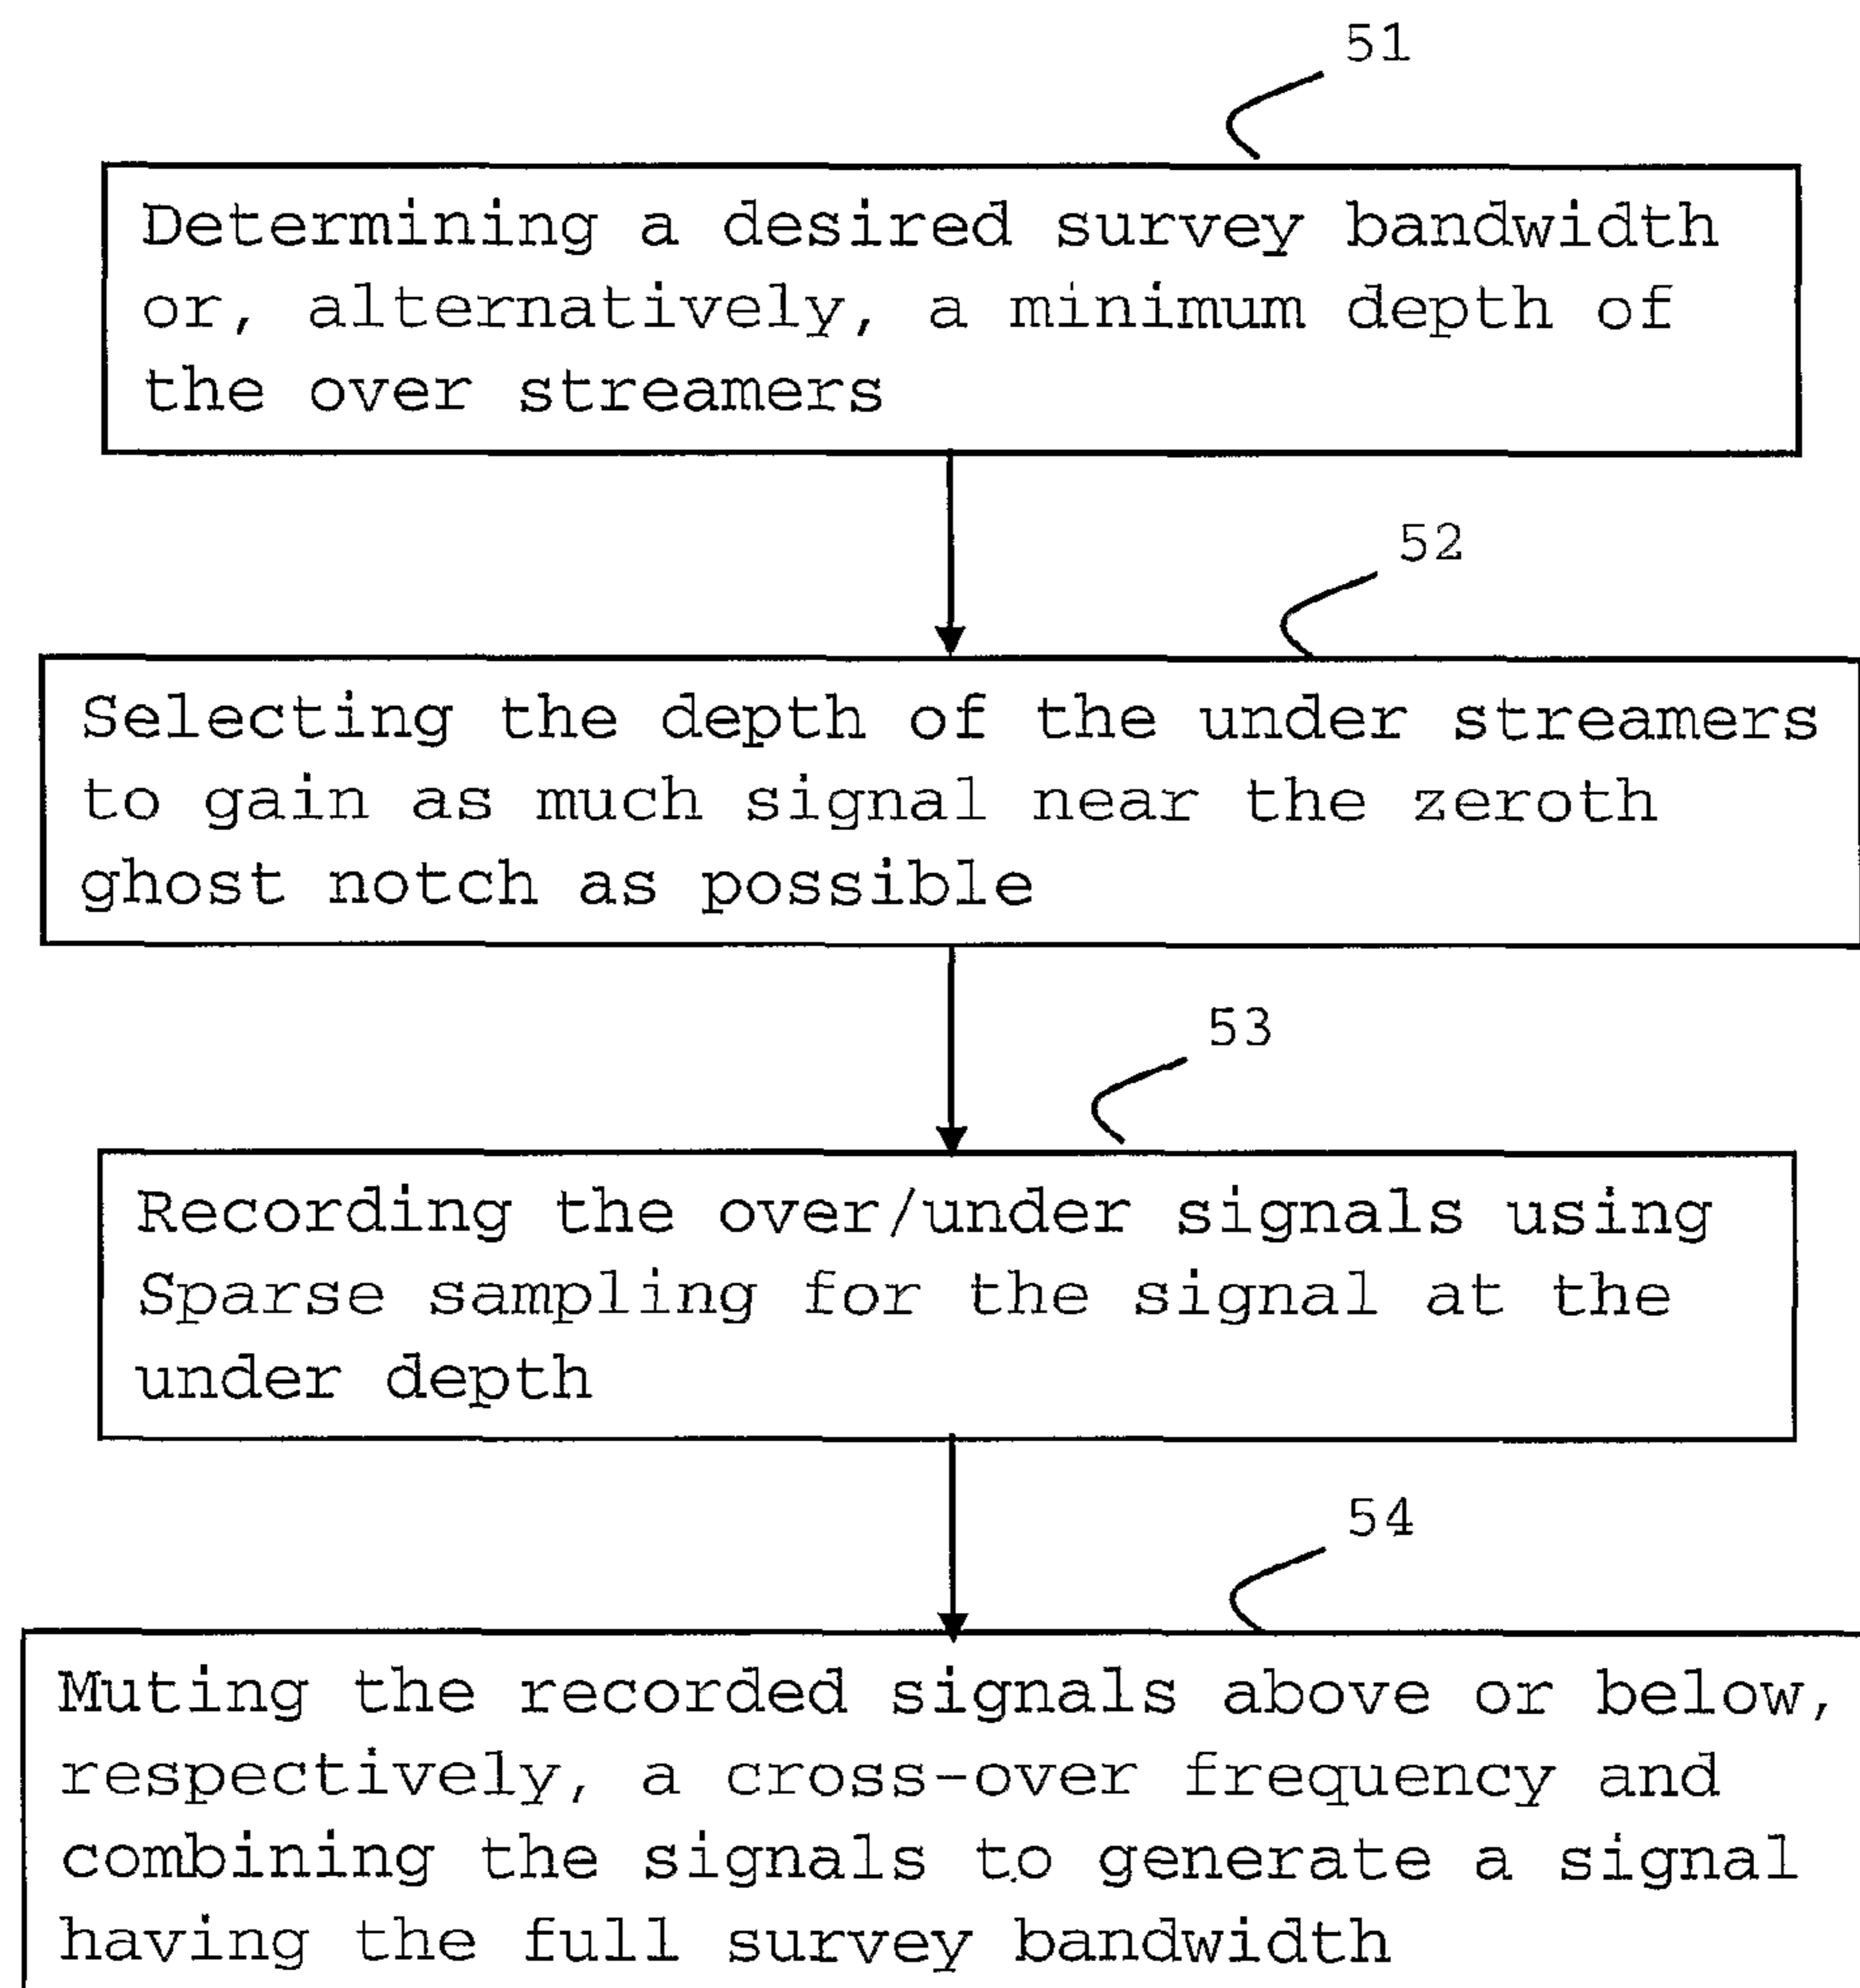 51
Determining a desired survey bandwidth
or, alternatively, a minimum depth of
the over streamers
52
Selecting the depth of the under streamers
to gain as much signal near the zeroth
ghost notch as possible
53
Recording the over/under signals using
Sparse sampling for the signal at the
under depth
54
Muting the recorded signals above or below,
respectively, a cross-over frequency and
combining the signals to generate a signal
having the full survey bandwidth